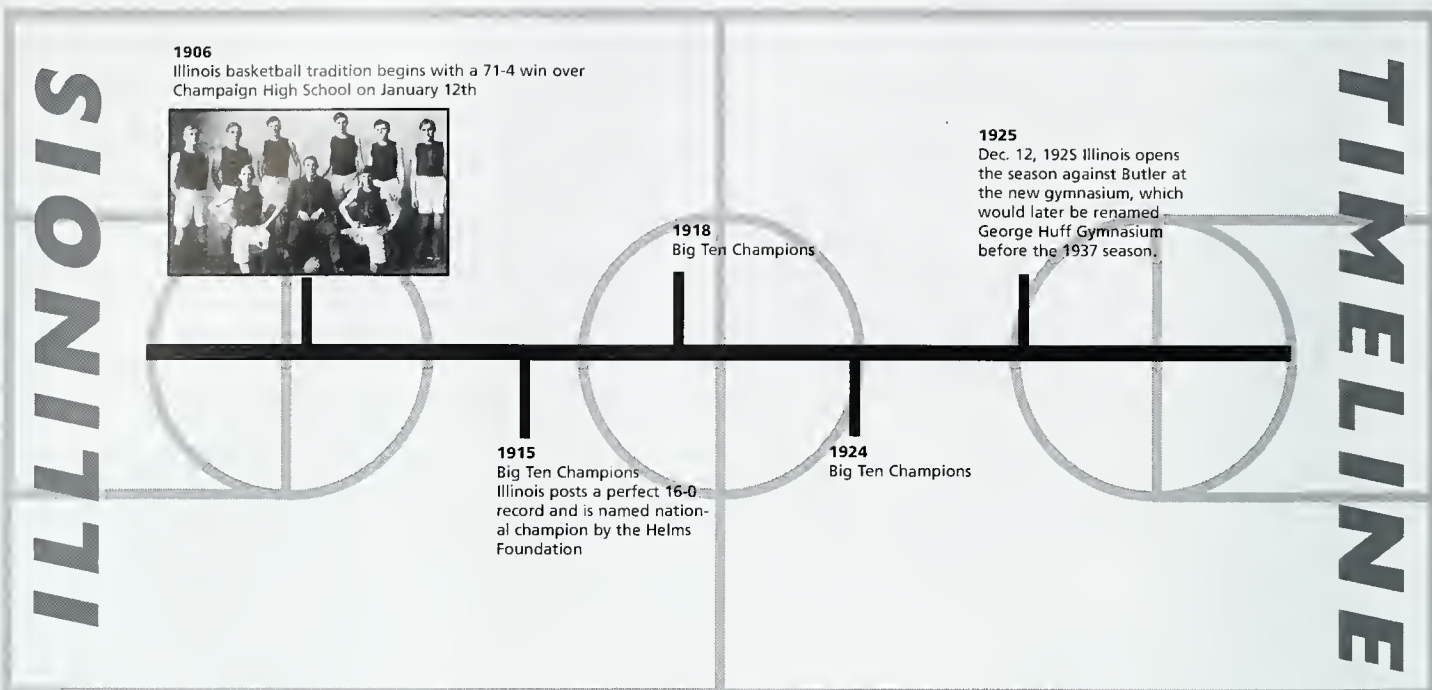 ILLINOIS
1906
Illinois basketball tradition begins with a 71-4 win over
Champaign High School on January 12th
1915
Big Ten Champions
Illinois posts a perfect 16-0
record and is named nation-
al champion by the Helms
Foundation
1918
Big Ten Champions
1924
Big Ten Champions
1925
Dec. 12, 1925 Illinois opens
the season against Butler at
the new gymnasium, which
would later be renamed
George Huff Gymnasium
before the 1937 season.
TIMELINE